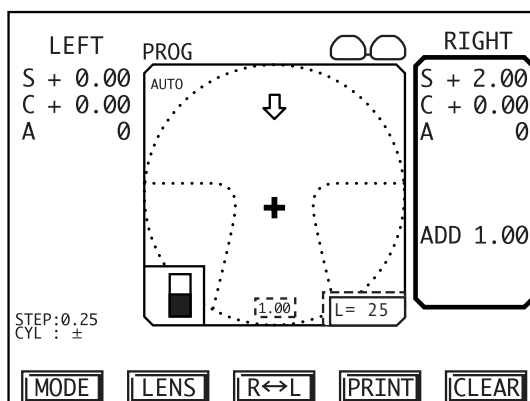 LEFT
S + 0.00
C + 0.00
A 0
PROG
AUTO
1.00
L= 25
RIGHT
S + 2.00
C + 0.00
A 0
ADD 1.00
STEP:0.25
CYL : ±
MODE
LENS
R↔L
PRINT
CLEAR